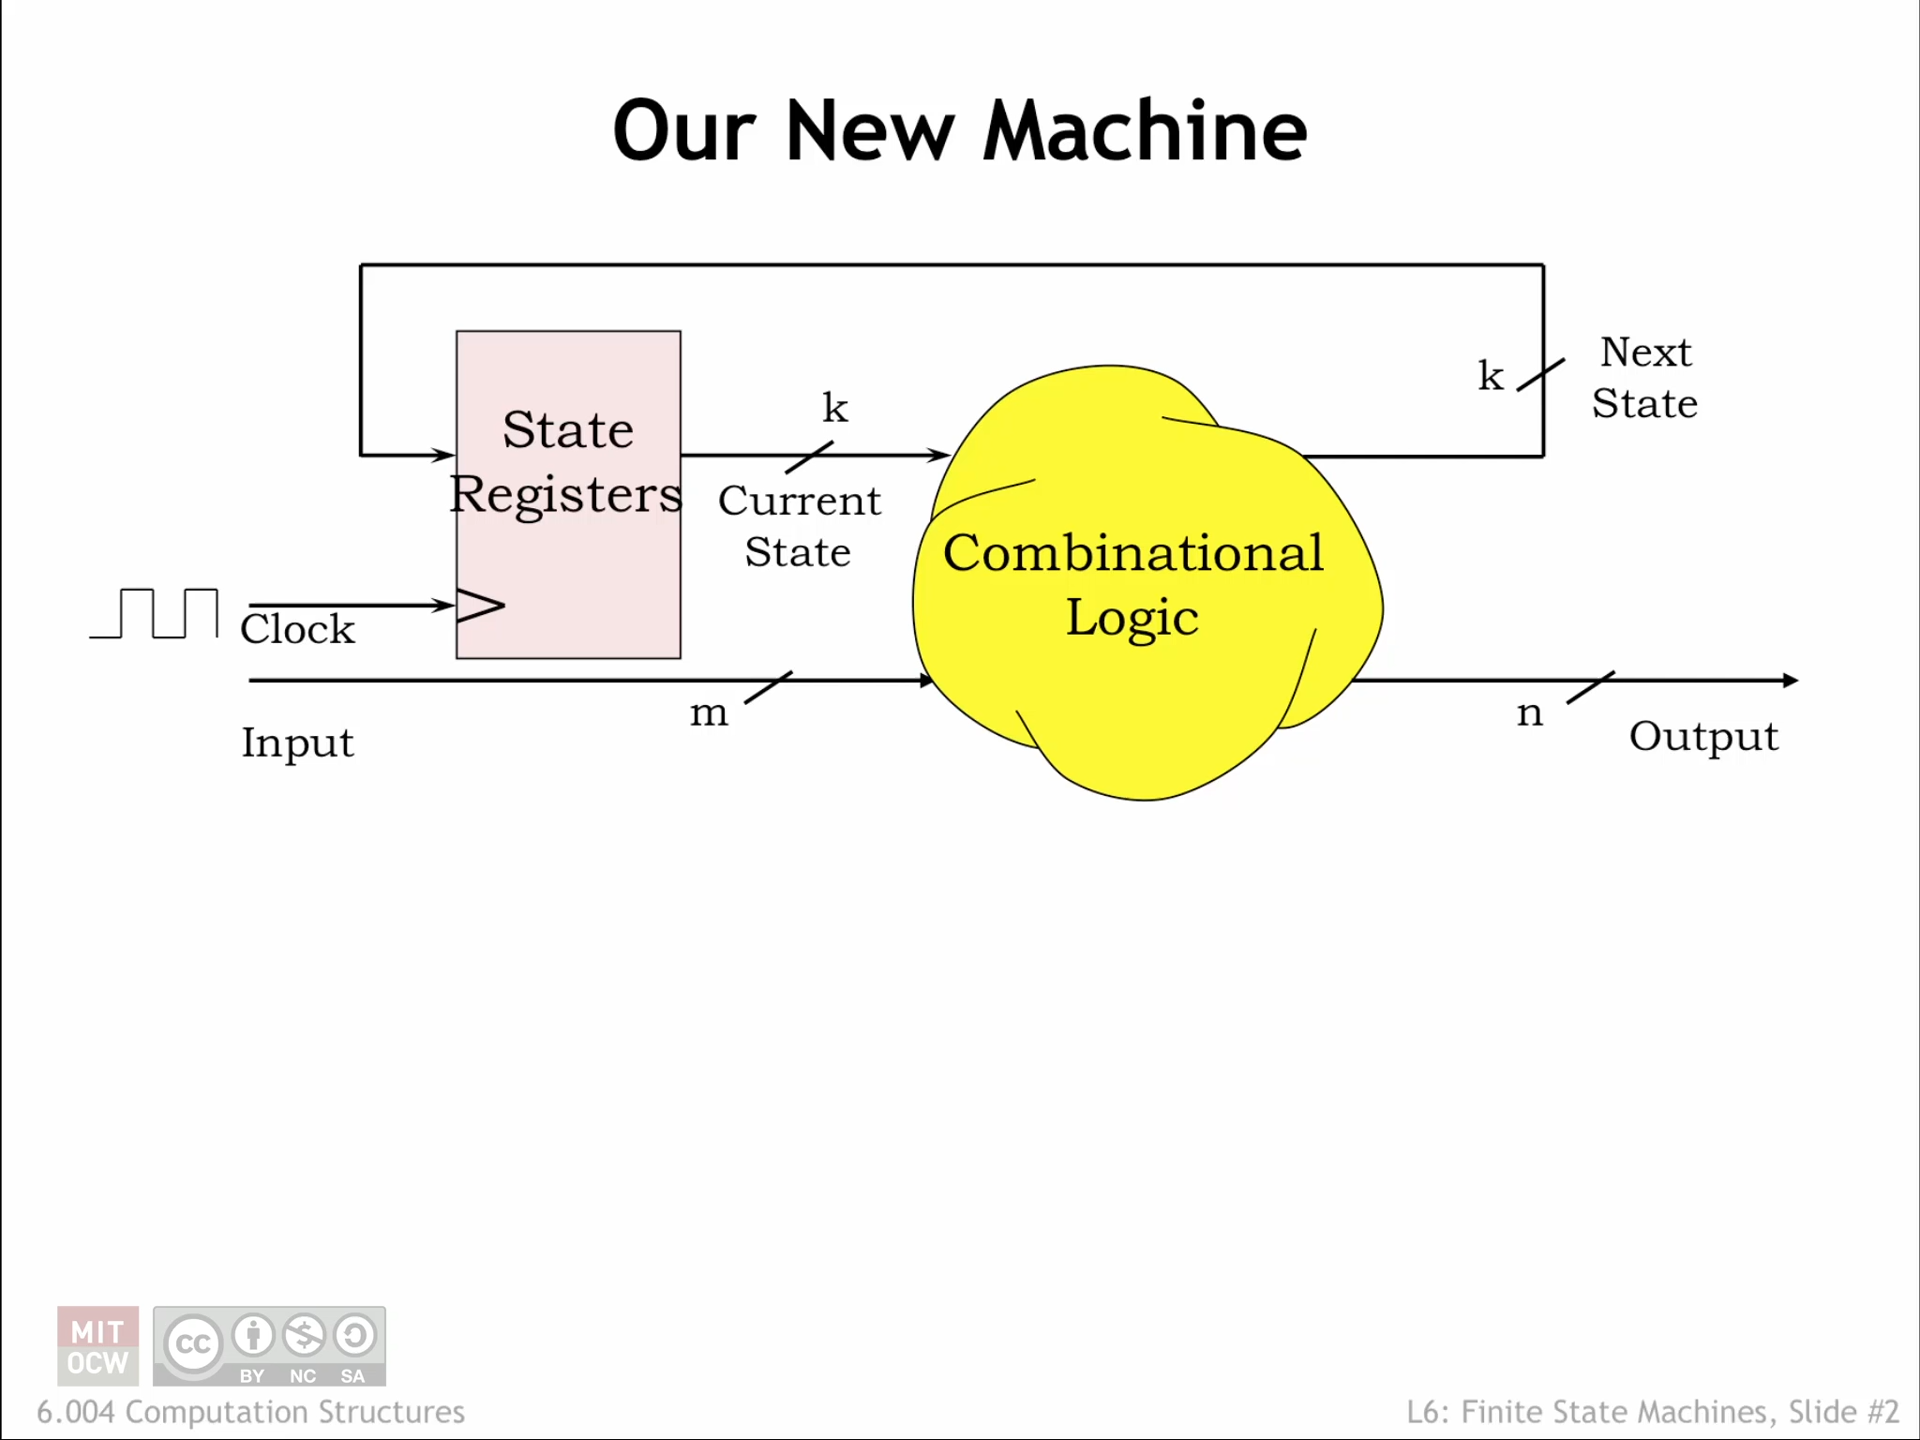 Our New Machine
k
Next
State
k
State
Registers
Current
State
Combinational
Logic
Clock
m
n
Input
Output
MIT
OCW
cc
BY NC SA
6.004 Computation Structures
L6: Finite State Machines, Slide #2